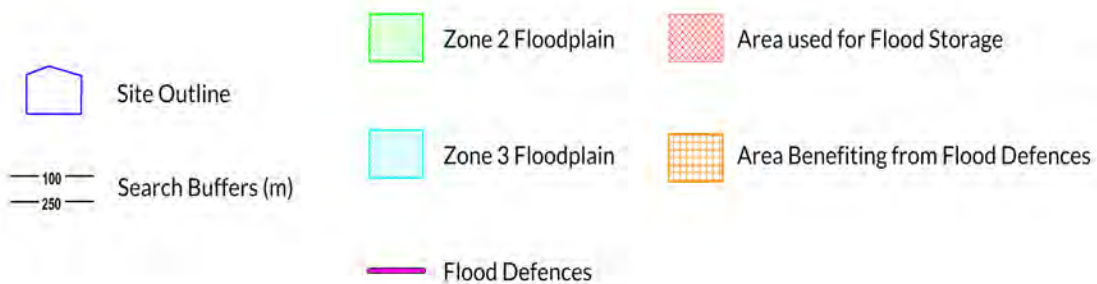 Site Outline
100
250
Search Buffers (m)
Zone 2 Floodplain
Zone 3 Floodplain
Flood Defences
Area used for Flood Storage
Area Benefiting from Flood Defences